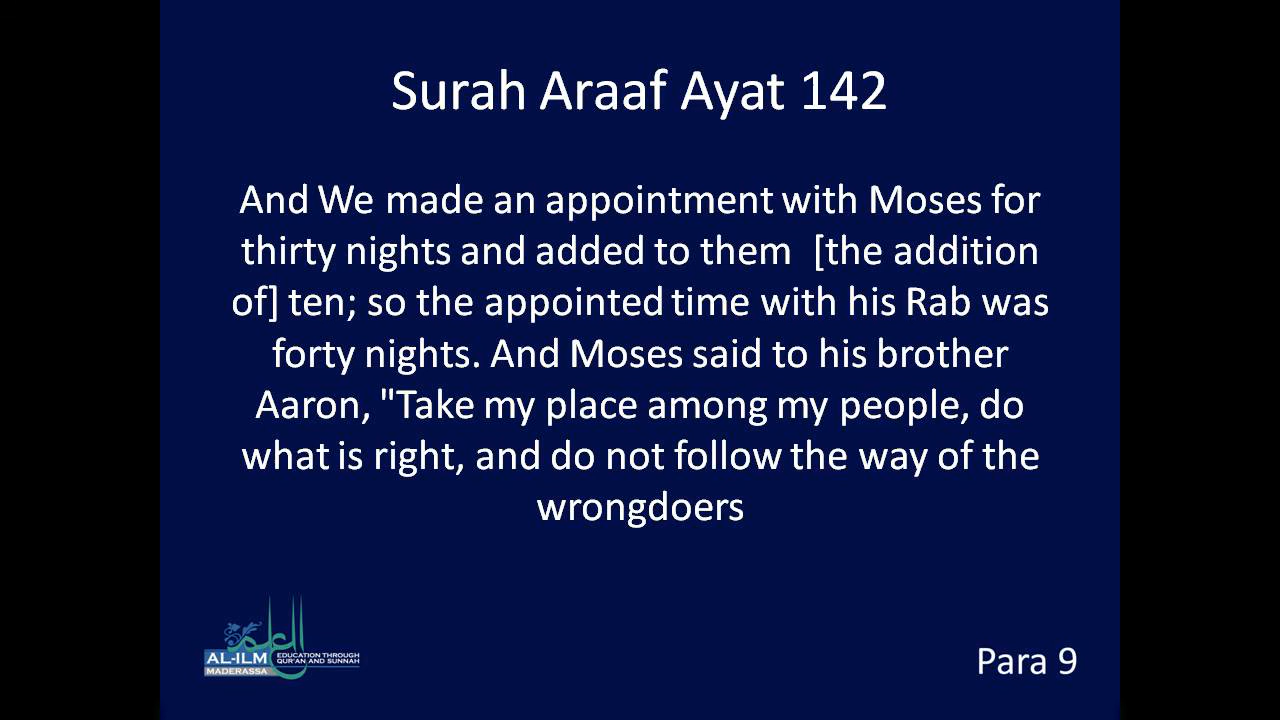 Surah Araaf Ayat 142
And We made an appointment with Moses for
thirty nights and added to them  [the addition
of] ten; so the appointed time with his Rab was
forty nights. And Moses said to his brother
Aaron, "Take my place among my people, do
what is right, and do not follow the way of the
wrongdoers
العلم
AL-ILM
MADERASSA
EDUCATION THROUGH
QUR'AN AND SUNNAH
Para 9